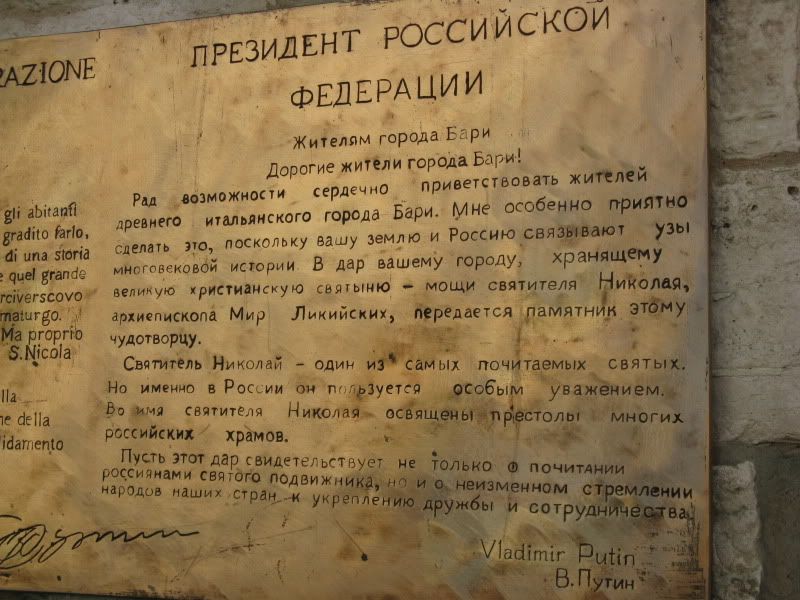 RAZIONE
gli abitanti
gradito farlo,
di una storia
e quel grande
rciverscovo
maturgo.
Ma proprio
S.Nicola
lla
ne della
lidamento
ПРЕЗИДЕНТ РОССИЙСКОЙ
ФЕДЕРАЦИИ
Жителям города Бари
Дорогие жители города Бари!
Рад возможности сердечно приветствовать жителей
древнего итальянского города Бари. Мне особенно приятно
сделать это, поскольку вашу землю и Россию связывают узы
многовековой истории. В дар вашему городу, хранящему
великую христианскую святыню – мощи святителя Николая,
архиепископа Мир Ликийских, передается памятник этому
чудотворцу.
Святитель Николай – один из самых почитаемых святых.
Но именно в России он пользуется особым уважением.
Во имя святителя Николая освящены престолы многих
российских храмов.
Пусть этот дар свидетельствует не только о почитании
россиянами святого подвижника, но и о неизменном стремлении
народов наших стран к укреплению дружбы и сотрудничества.
Vladimir Putin
В.Путин